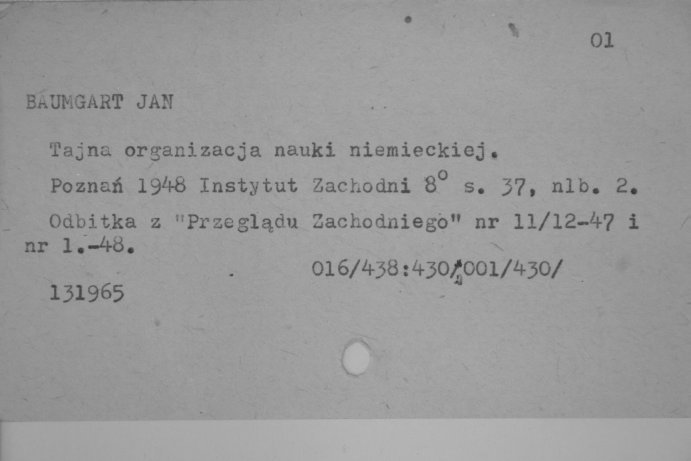 01
BAUMGART JAN
Tajna organizacja nauki niemieckiej.
Poznań 1948 Instytut Zachodni 8° s. 37, nlb. 2.
Odbitka z "Przeglądu Zachodniego" nr 11/12-47 i
nr 1.-48.
016/438:430/:001/430/
131965